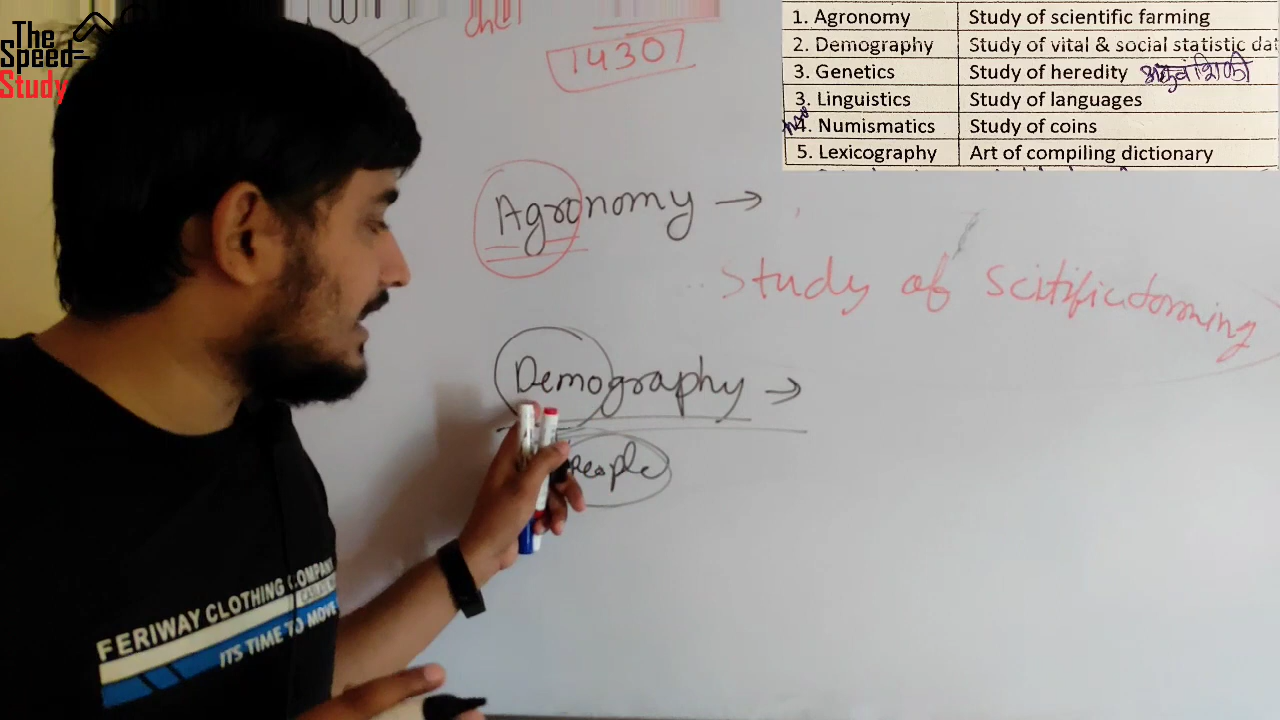 The
Speed
Study
14307
1. Agronomy Study of scientific farming
2. Demography Study of vital & social statistic dat
3. Genetics Study of heredity
3. Linguistics Study of languages
4. Numismatics Study of coins
5. Lexicography Art of compiling dictionary
Agronomy →
Study of Scitific
Demography →
People
FERIWAY CLOTHING COMPANY
ITS TIME TO MOVE